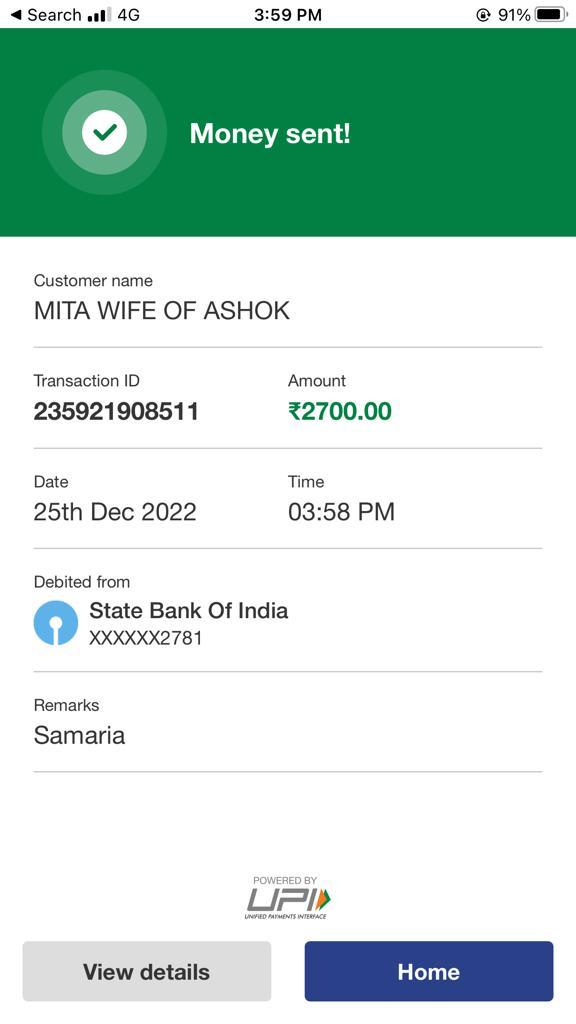 Search 4G 3:59 PM 91%
Money sent!
Customer name
MITA WIFE OF ASHOK
Transaction ID Amount
235921908511 ₹2700.00
Date Time
25th Dec 2022 03:58 PM
Debited from
State Bank Of India
XXXXXX2781
Remarks
Samaria
POWERED BY
UPI
UNIFIED PAYMENTS INTERFACE
View details Home